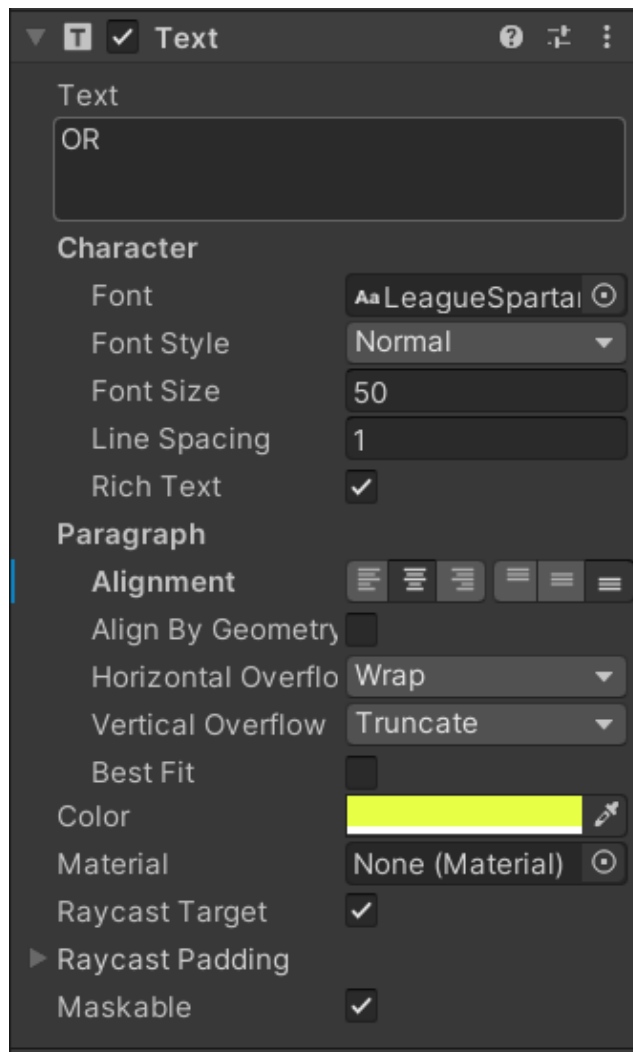 Text
Text
OR
Character
Font AaLeagueSpartai
Font Style Normal
Font Size 50
Line Spacing 1
Rich Text
Paragraph
Alignment
Align By Geometry
Horizontal Overflo Wrap
Vertical Overflow Truncate
Best Fit
Color
Material None (Material)
Raycast Target
Raycast Padding
Maskable